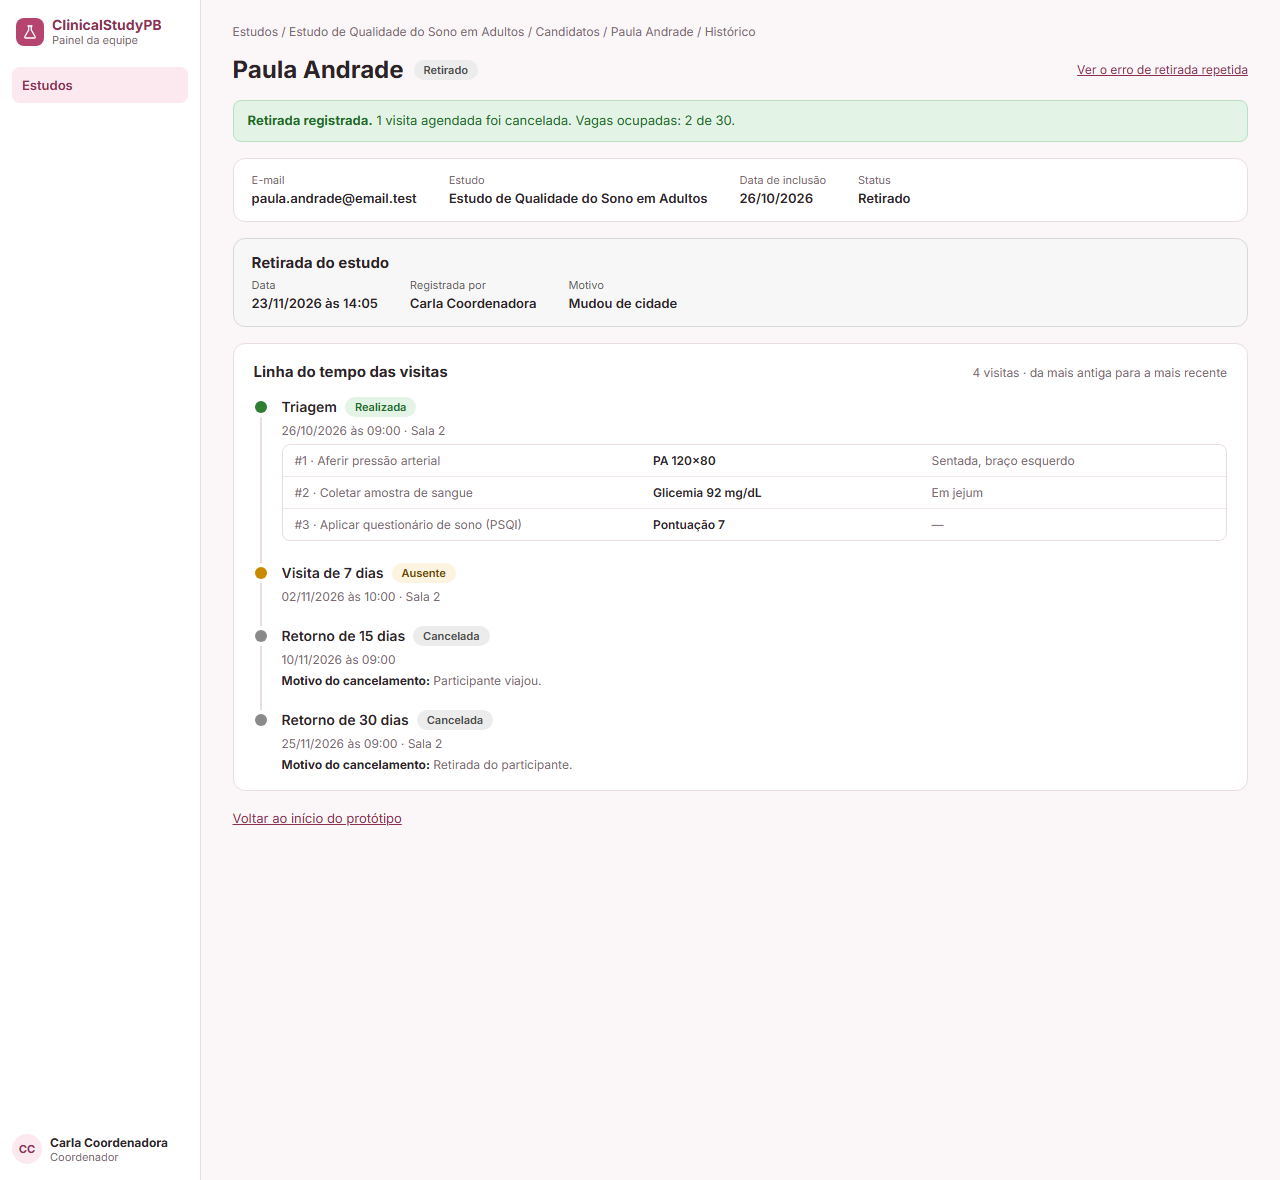 ClinicalStudyPB
Painel da equipe
Estudos
Estudos / Estudo de Qualidade do Sono em Adultos / Candidatos / Paula Andrade / Histórico
Paula Andrade Retirado Ver o erro de retirada repetida
Retirada registrada. 1 visita agendada foi cancelada. Vagas ocupadas: 2 de 30.
E-mail Estudo Data de inclusão Status
paula.andrade@email.test Estudo de Qualidade do Sono em Adultos 26/10/2026 Retirado
Retirada do estudo
Data Registrada por Motivo
23/11/2026 às 14:05 Carla Coordenadora Mudou de cidade
Linha do tempo das visitas 4 visitas · da mais antiga para a mais recente
Triagem Realizada
26/10/2026 às 09:00 · Sala 2
#1 · Aferir pressão arterial PA 120×80 Sentada, braço esquerdo
#2 · Coletar amostra de sangue Glicemia 92 mg/dL Em jejum
#3 · Aplicar questionário de sono (PSQI) Pontuação 7 —
Visita de 7 dias Ausente
02/11/2026 às 10:00 · Sala 2
Retorno de 15 dias Cancelada
10/11/2026 às 09:00
Motivo do cancelamento: Participante viajou.
Retorno de 30 dias Cancelada
25/11/2026 às 09:00 · Sala 2
Motivo do cancelamento: Retirada do participante.
Voltar ao início do protótipo
CC Carla Coordenadora
Coordenador